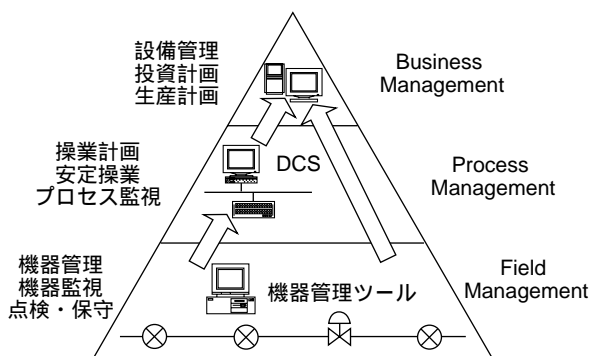 設備管理
投資計画
生産計画
Business
Management
操業計画
安定操業
プロセス監視
DCS
Process
Management
機器管理
機器監視
点検・保守
機器管理ツール
Field
Management